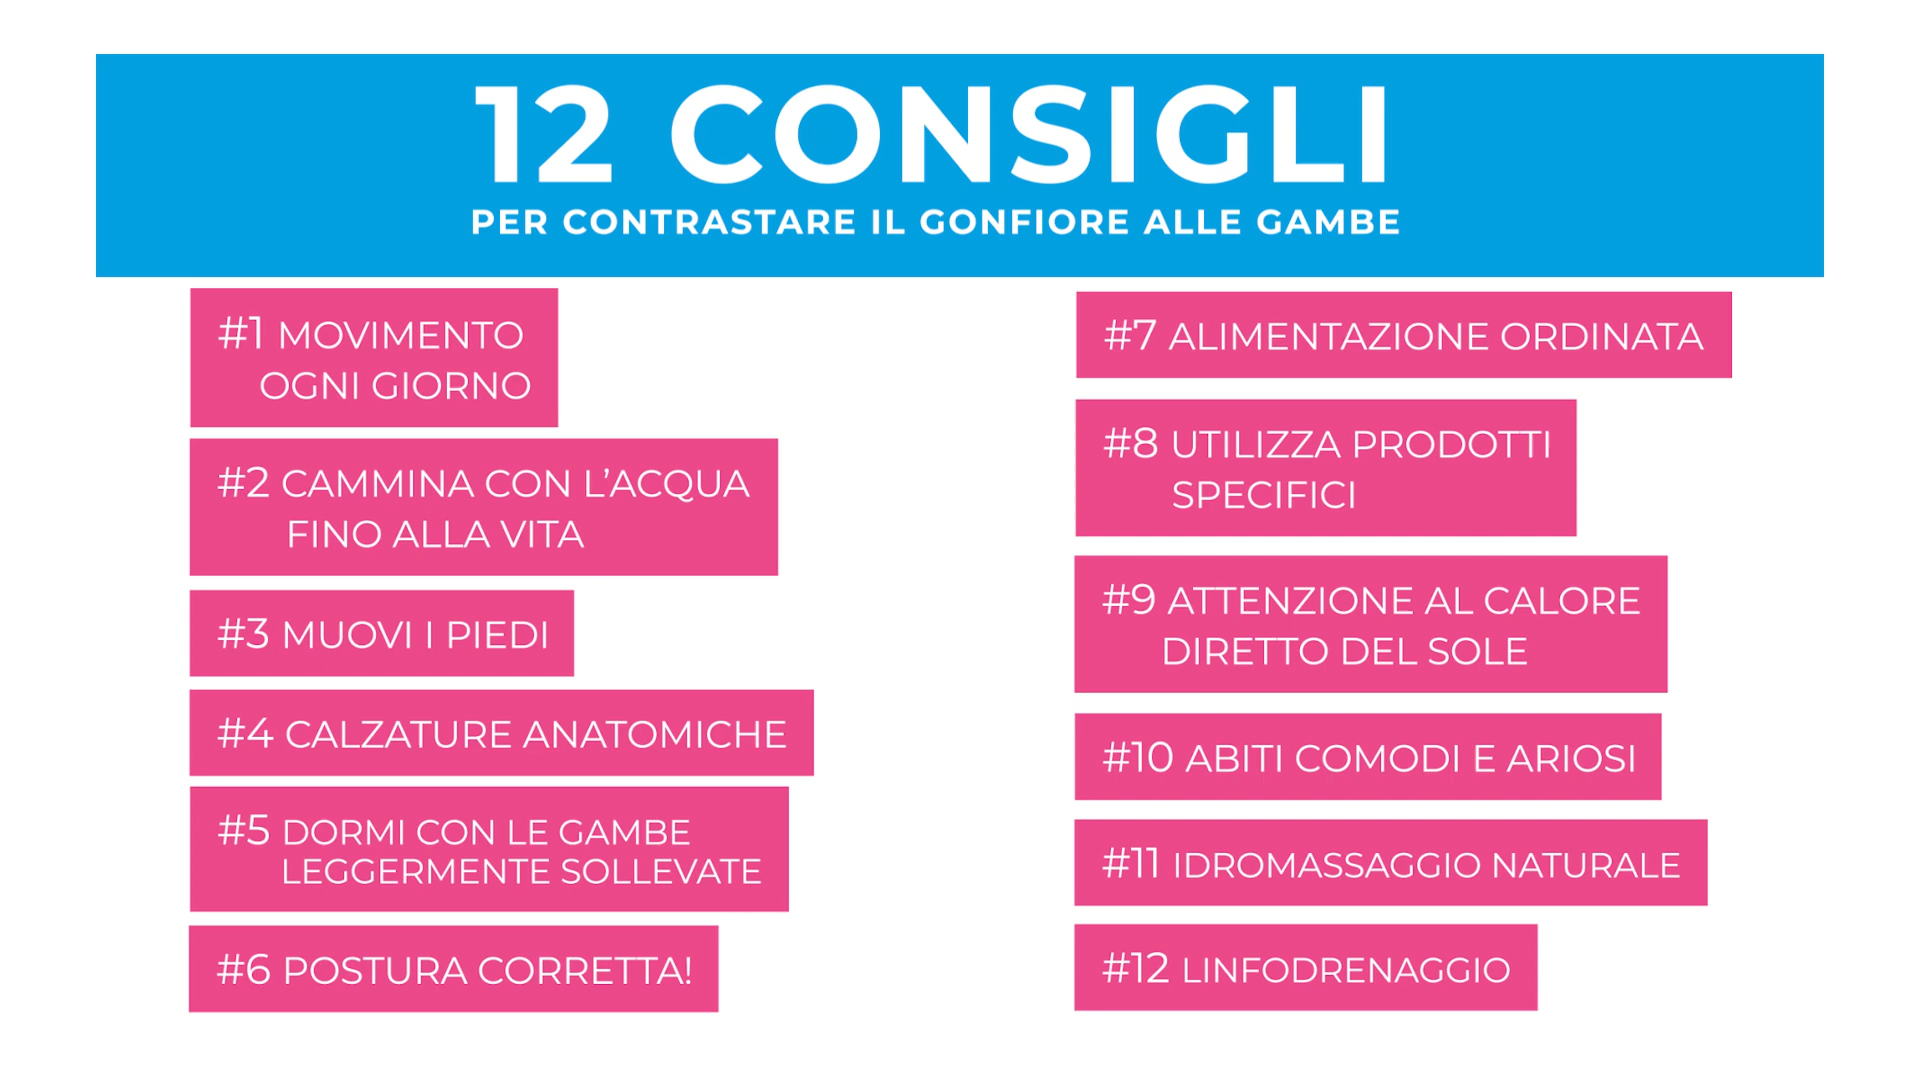 12 CONSIGLI
PER CONTRASTARE IL GONFIORE ALLE GAMBE
#1 MOVIMENTO
OGNI GIORNO
#2 CAMMINA CON L'ACQUA
FINO ALLA VITA
#3 MUOVI I PIEDI
#4 CALZATURE ANATOMICHE
#5 DORMI CON LE GAMBE
LEGGERMENTE SOLLEVATE
#6 POSTURA CORRETTA!
#7 ALIMENTAZIONE ORDINATA
#8 UTILIZZA PRODOTTI
SPECIFICI
#9 ATTENZIONE AL CALORE
DIRETTO DEL SOLE
#10 ABITI COMODI E ARIOSI
#11 IDROMASSAGGIO NATURALE
#12 LINFODRENAGGIO